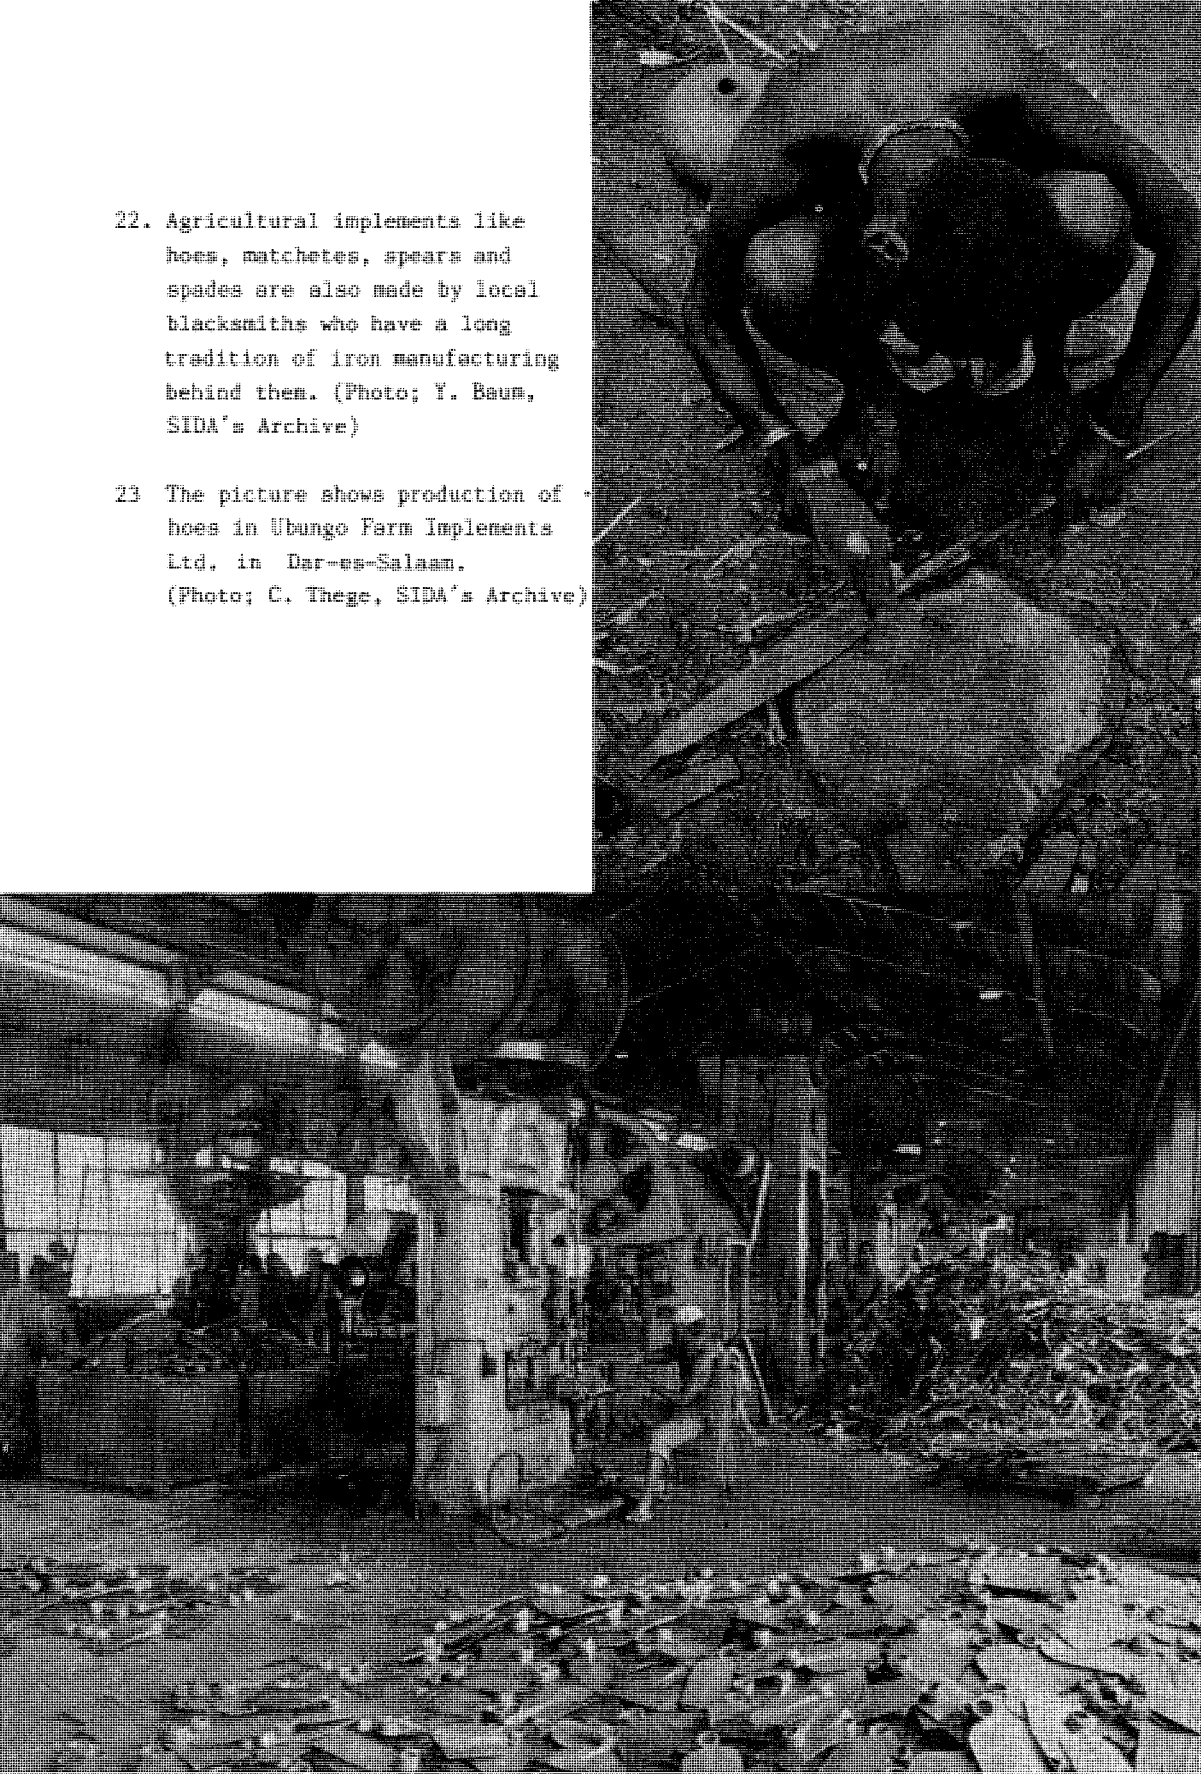 22. Agricultural implements like
hoes, matchetes, spears and
spades are also made by local
blacksmiths who have a long
tradition of iron manufacturing
behind them. (Photo; Y. Baum,
SIDA's Archive)
23 The picture shows production of
hoes in Ubungo Farm Implements
Ltd. in Dar-es-Salaam.
(Photo; C. Thege, SIDA's Archive)